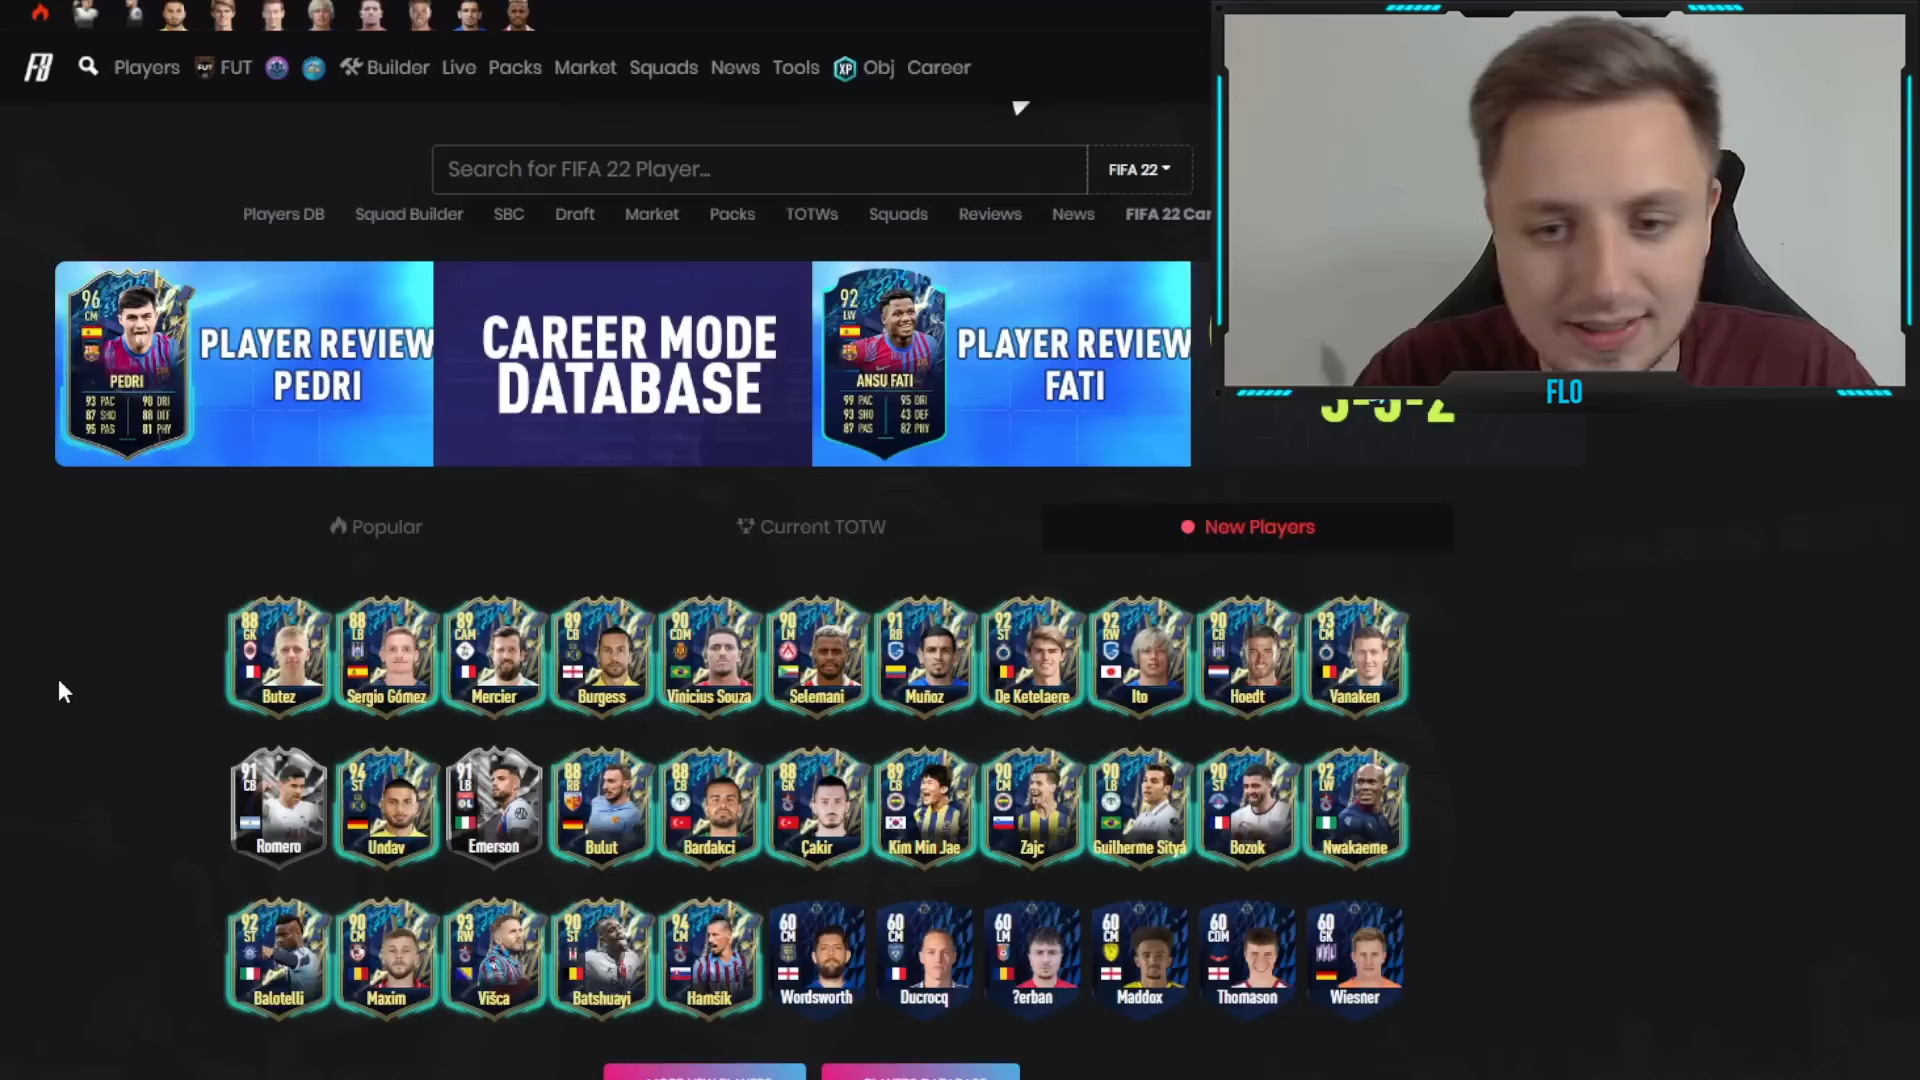 FB Players FUT Builder Live Packs Market Squads News Tools XP Obj Career
Search for FIFA 22 Player...
FIFA 22
Players DB Squad Builder SBC Draft Market Packs TOTWs Squads Reviews News FIFA 22 Car
96
CM
PEDRI
93 PAC 90 DRI
87 SHO 88 DEF
95 PAS 81 PHY
PLAYER REVIEW
PEDRI
CAREER MODE
DATABASE
92
LW
ANSU FATI
99 PAC 95 DRI
93 SHO 43 DEF
87 PAS 82 PHY
PLAYER REVIEW
FATI
FLO
Popular
Current TOTW
New Players
88 88 89 89 90 90 91 92 92 90 93
GK LB CAM CB CDM LM RB ST RW CB CM
Butez Sergio Gómez Mercier Burgess Vinicius Souza Selemani Muñoz De Ketelaere Ito Hoedt Vanaken
91 94 91 88 88 88 89 90 90 90 92
CB ST LB RB CB GK CB CM LB ST LW
Romero Undav Emerson Bulut Bardakci Çakir Kim Min Jae Zajc Guilherme Sityá Bozok Nwakaeme
92 90 93 90 94 60 60 60 60 60 60
ST CM RW ST CM CM CM LM CM CDM GK
Balotelli Maxim Višca Batshuayi Hamšík Wordsworth Ducrocq ?erban Maddox Thomason Wiesner